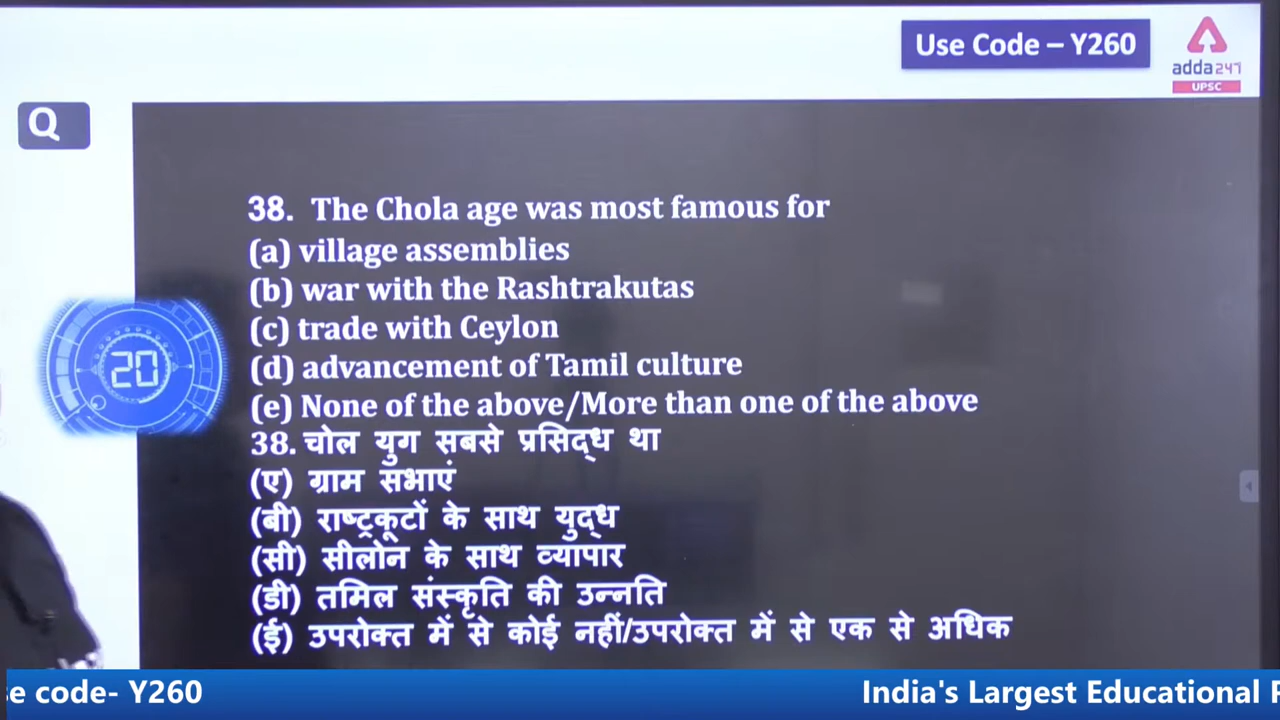 Use Code – Y260
adda247
UPSC
Q
38. The Chola age was most famous for
(a) village assemblies
(b) war with the Rashtrakutas
(c) trade with Ceylon
(d) advancement of Tamil culture
(e) None of the above/More than one of the above
20
38. चोल युग सबसे प्रसिद्ध था
(ए) ग्राम सभाएं
(बी) राष्ट्रकूटों के साथ युद्ध
(सी) सीलोन के साथ व्यापार
(डी) तमिल संस्कृति की उन्नति
(ई) उपरोक्त में से कोई नहीं/उपरोक्त में से एक से अधिक
e code- Y260
India's Largest Educational